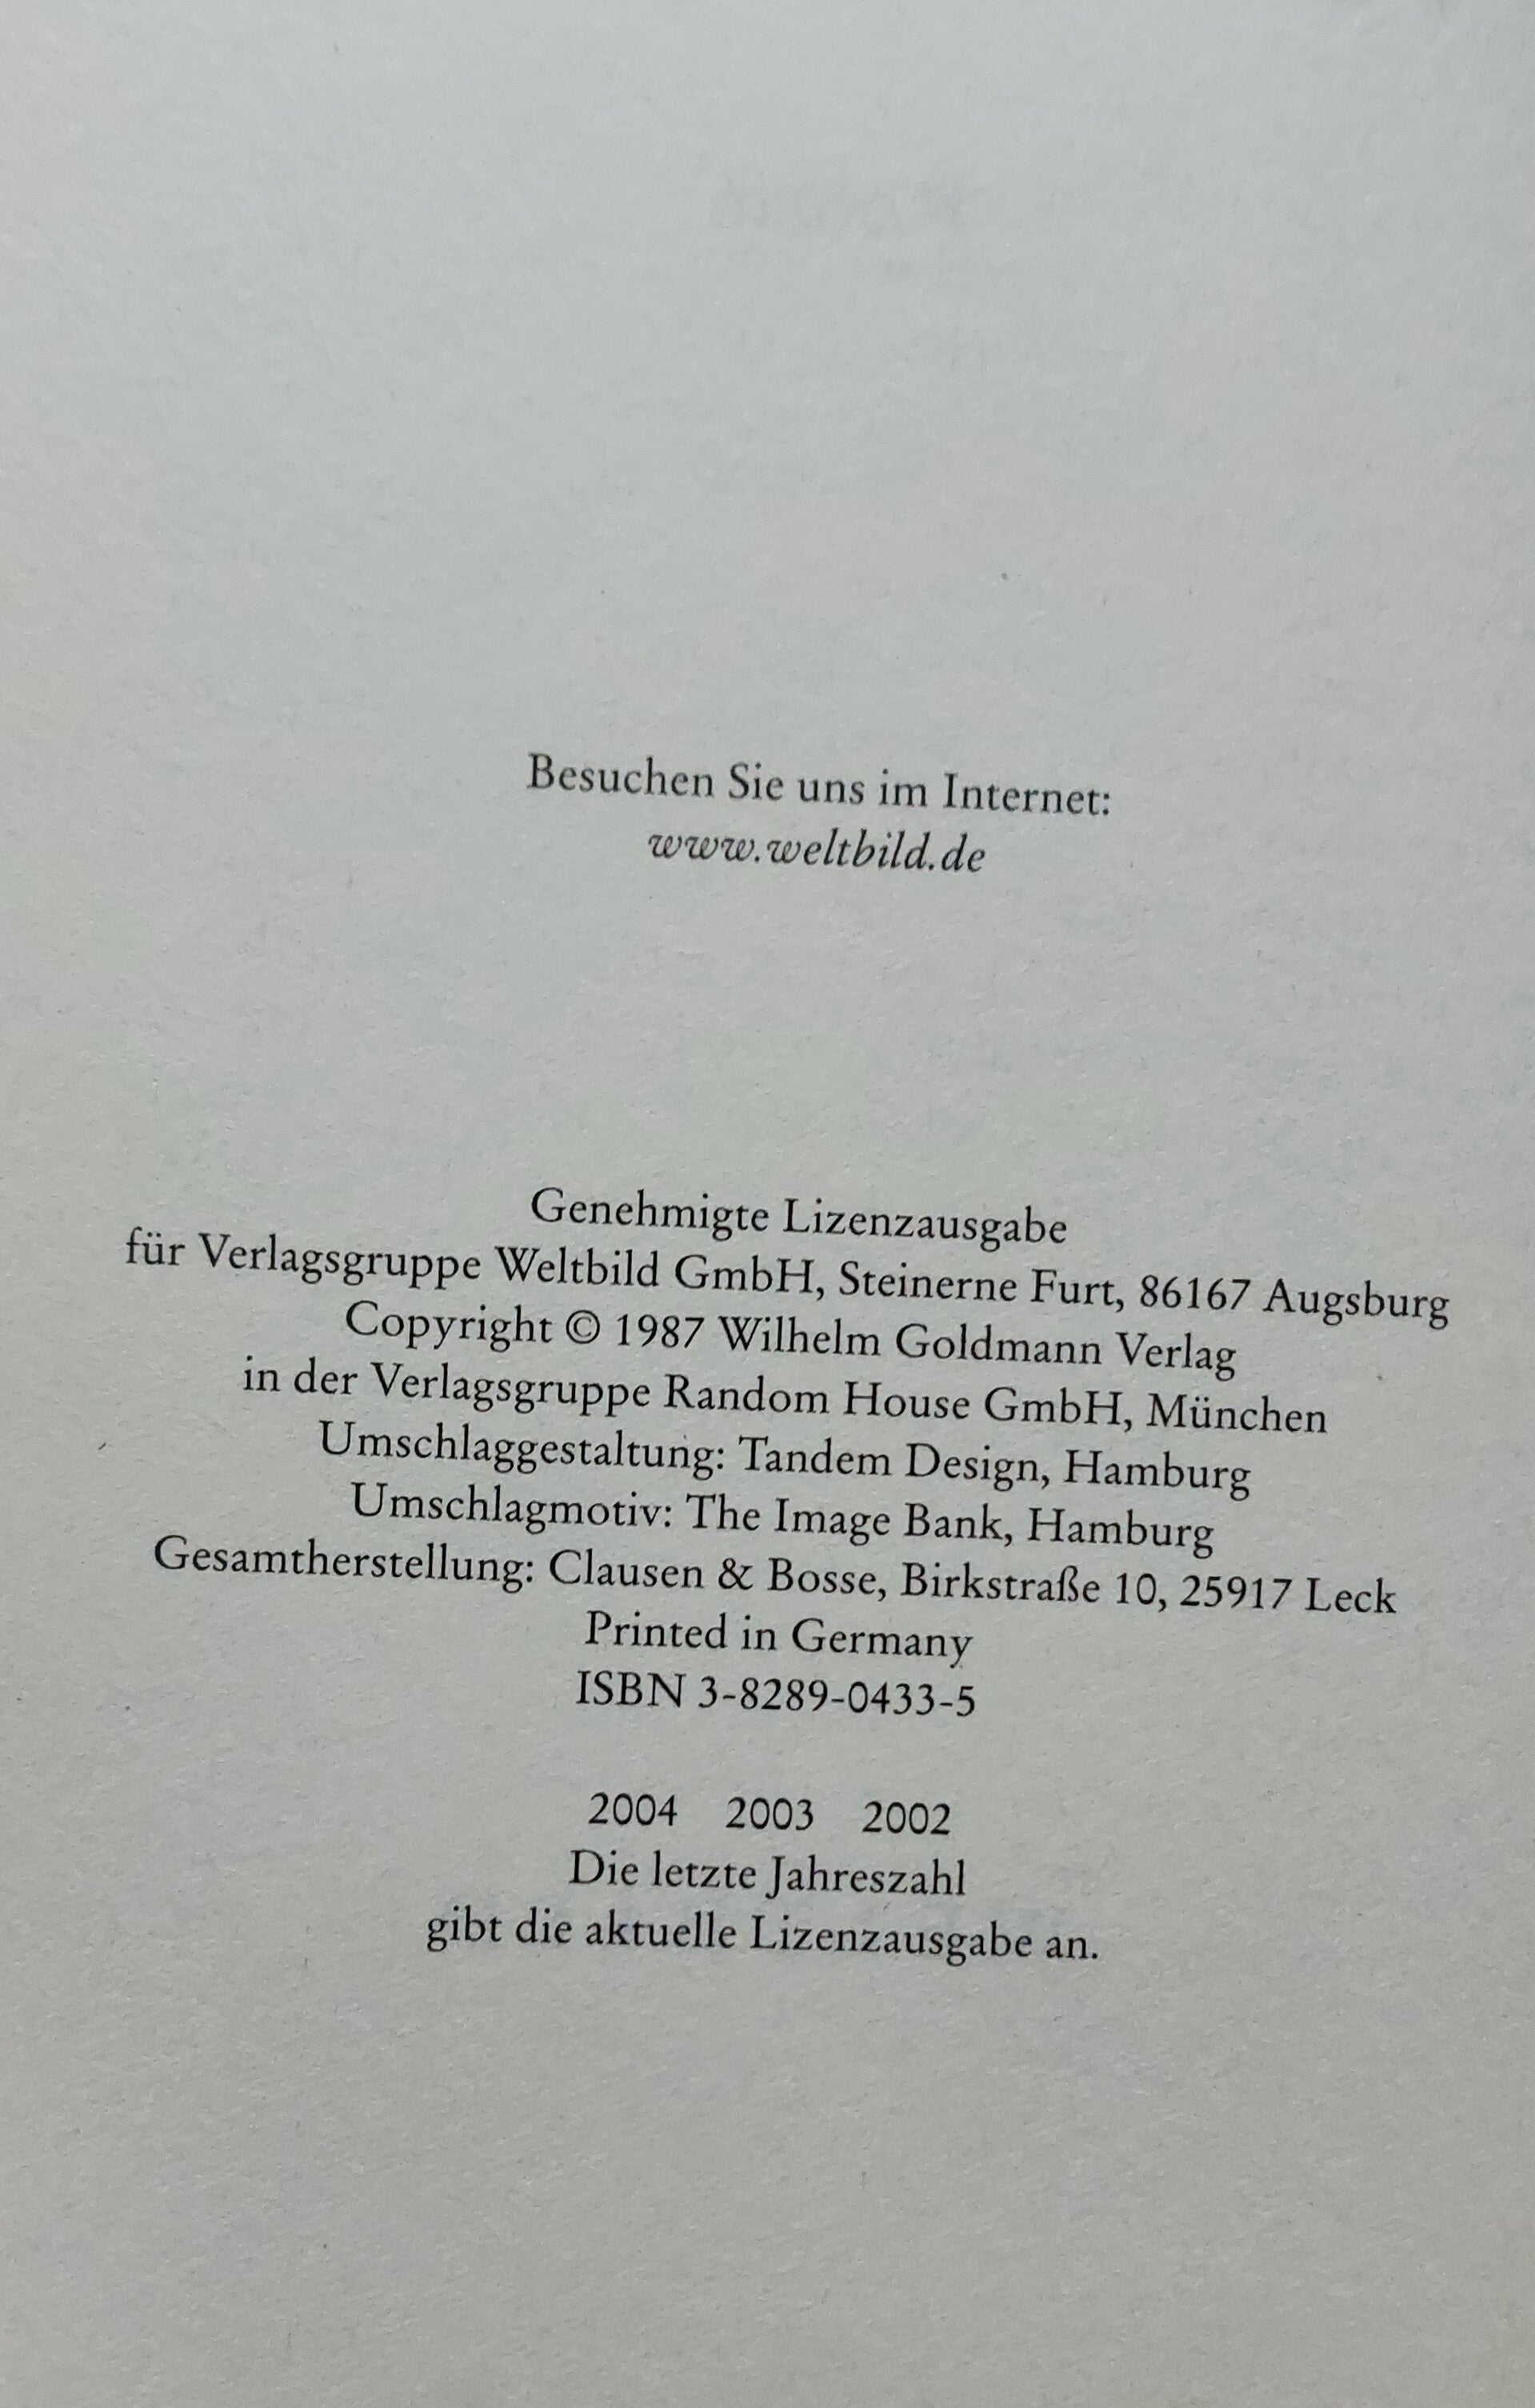 Besuchen Sie uns im Internet:
www.weltbild.de
Genehmigte Lizenzausgabe
für Verlagsgruppe Weltbild GmbH, Steinerne Furt, 86167 Augsburg
Copyright © 1987 Wilhelm Goldmann Verlag
in der Verlagsgruppe Random House GmbH, München
Umschlaggestaltung: Tandem Design, Hamburg
Umschlagmotiv: The Image Bank, Hamburg
Gesamtherstellung: Clausen & Bosse, Birkstraße 10, 25917 Leck
Printed in Germany
ISBN 3-8289-0433-5
2004 2003 2002
Die letzte Jahreszahl
gibt die aktuelle Lizenzausgabe an.